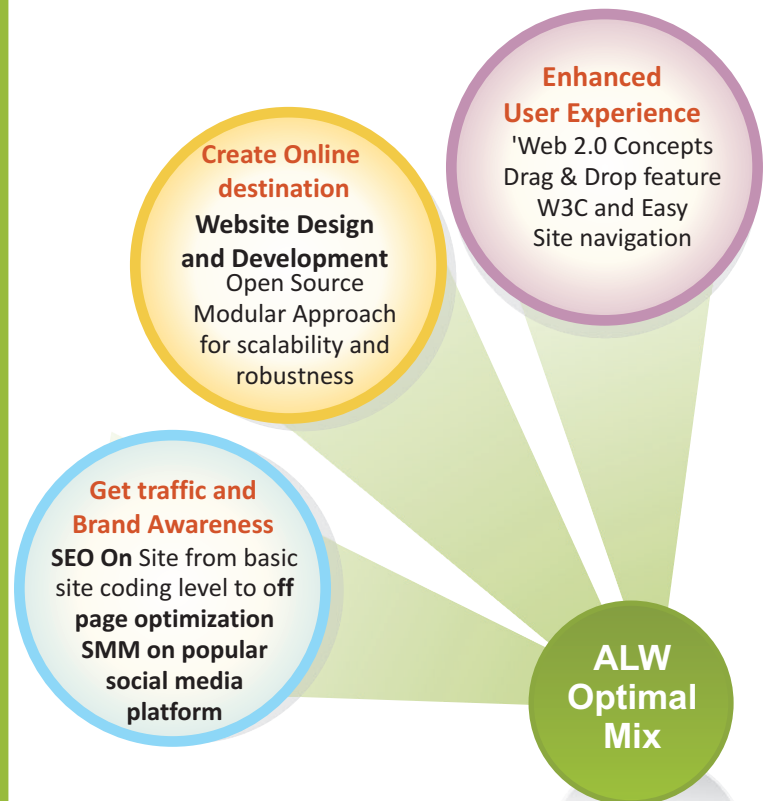 Enhanced
User Experience
'Web 2.0 Concepts
Drag & Drop feature
W3C and Easy
Site navigation
Create Online
destination
Website Design
and Development
Open Source
Modular Approach
for scalability and
robustness
Get traffic and
Brand Awareness
SEO On Site from basic
site coding level to off
page optimization
SMM on popular
social media
platform
ALW
Optimal
Mix